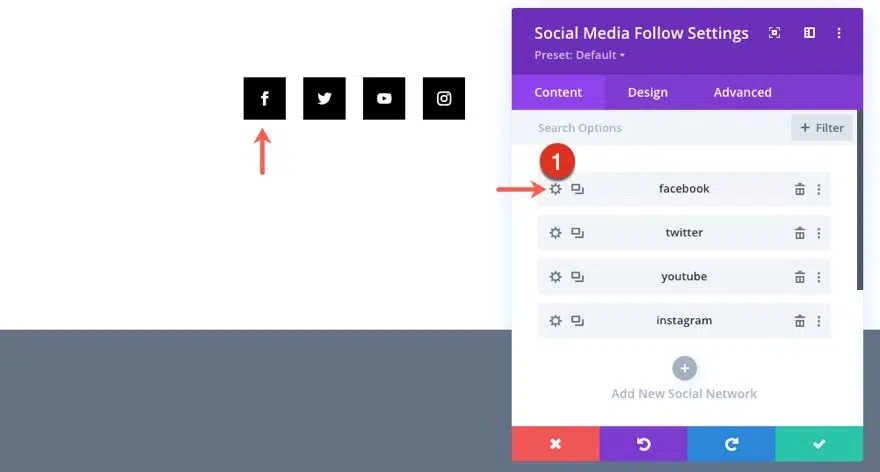 Social Media Follow Settings
Preset: Default
Content Design Advanced
Search Options
+ Filter
1
facebook
twitter
youtube
instagram
+
Add New Social Network